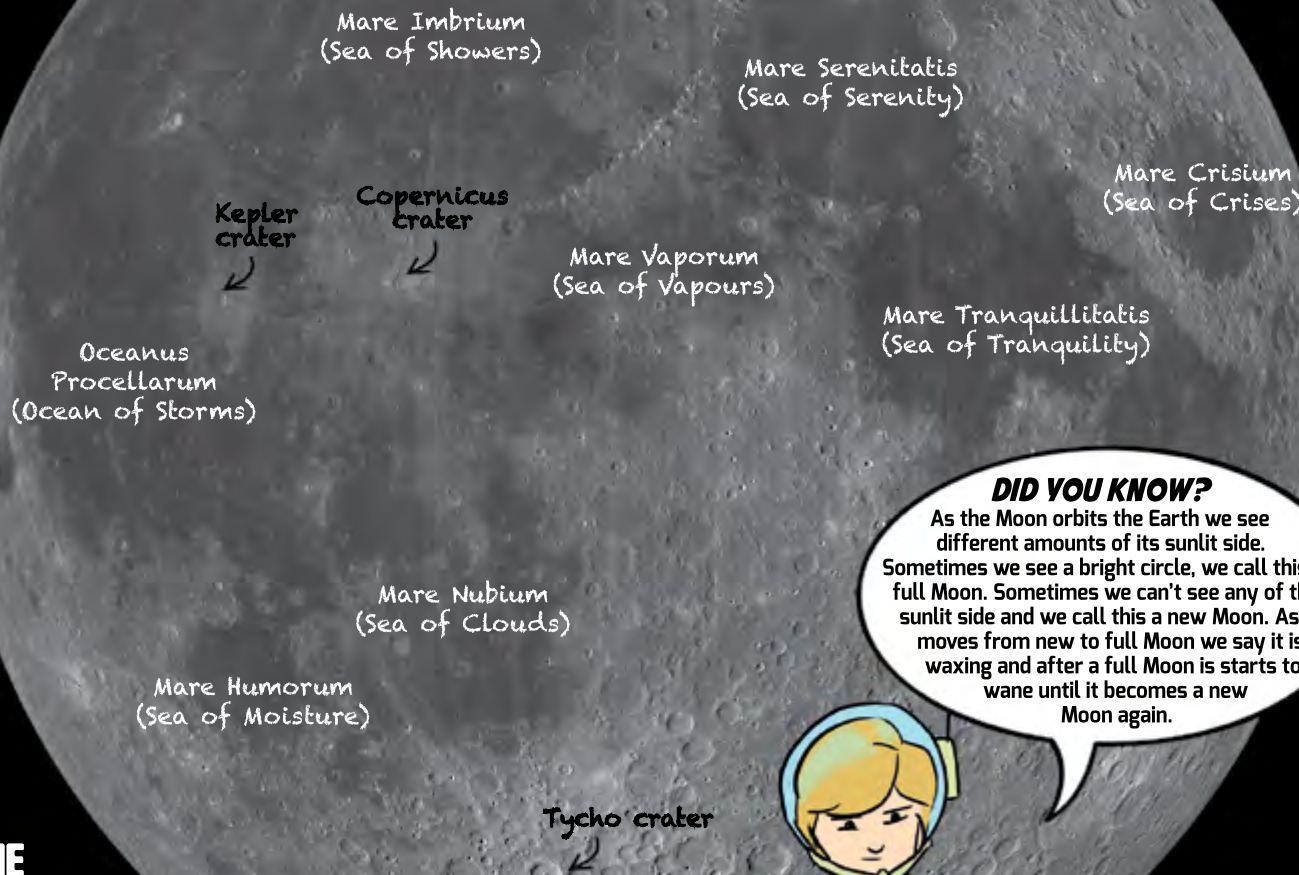 Mare Imbrium
(Sea of Showers)
Mare Serenitatis
(Sea of Serenity)
Mare Crisium
(Sea of Crises)
Kepler
crater
Copernicus
crater
Mare Vaporum
(Sea of Vapours)
Mare Tranquillitatis
(Sea of Tranquility)
Oceanus
Procellarum
(Ocean of Storms)
DID YOU KNOW?
As the Moon orbits the Earth we see
different amounts of its sunlit side.
Sometimes we see a bright circle, we call this
full Moon. Sometimes we can't see any of
sunlit side and we call this a new Moon. As
moves from new to full Moon we say it is
waxing and after a full Moon is starts to
wane until it becomes a new
Moon again.
Mare Nubium
(Sea of Clouds)
Mare Humorum
(Sea of Moisture)
Tycho crater